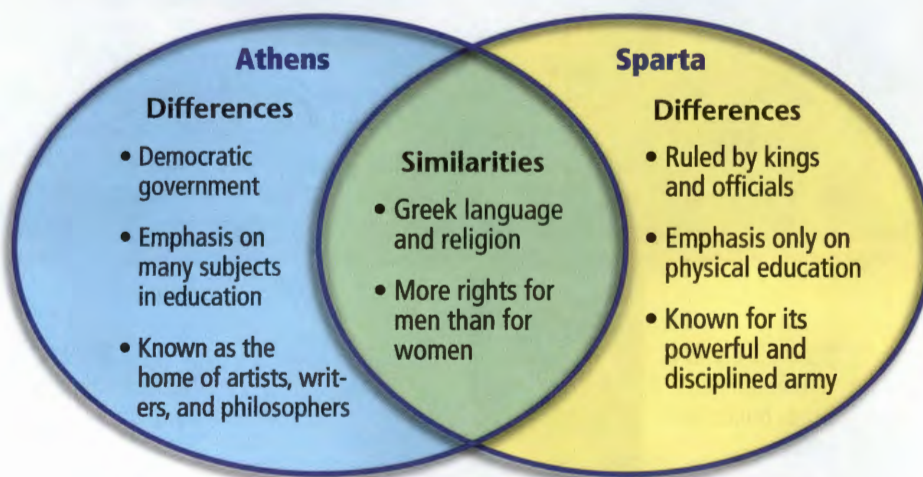 Athens
Differences
• Democratic
government
• Emphasis on
many subjects
in education
• Known as the
home of artists, writ-
ers, and philosophers
Similarities
• Greek language
and religion
• More rights for
men than for
women
Sparta
Differences
• Ruled by kings
and officials
• Emphasis only on
physical education
• Known for its
powerful and
disciplined army